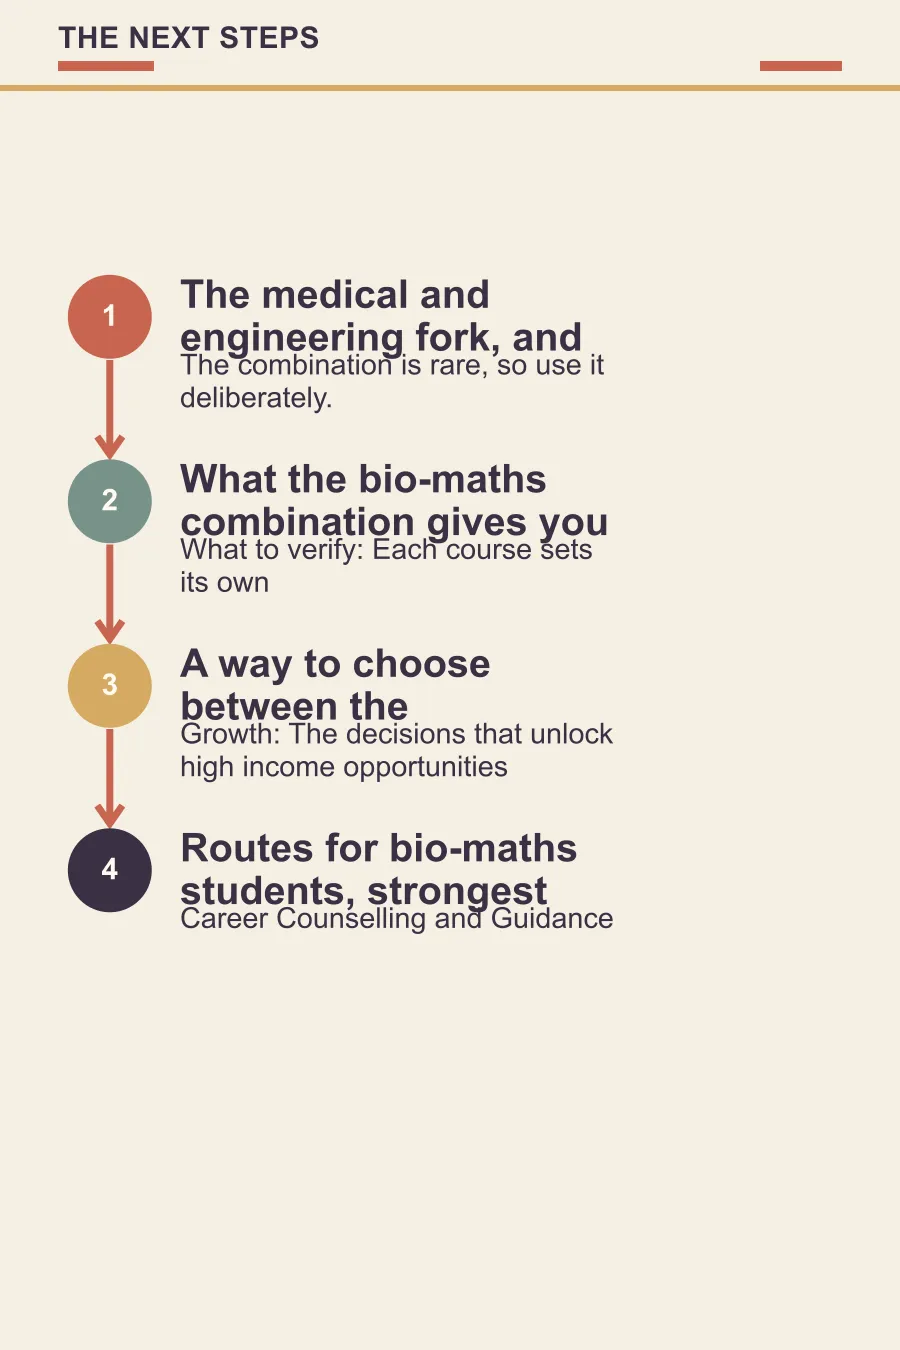 THE NEXT STEPS
1
The medical and
engineering fork, and
The combination is rare, so use it
deliberately.
2
What the bio-maths
combination gives you
What to verify: Each course sets
its own
3
A way to choose
between the
Growth: The decisions that unlock
high income opportunities
4
Routes for bio-maths
students, strongest
Career Counselling and Guidance